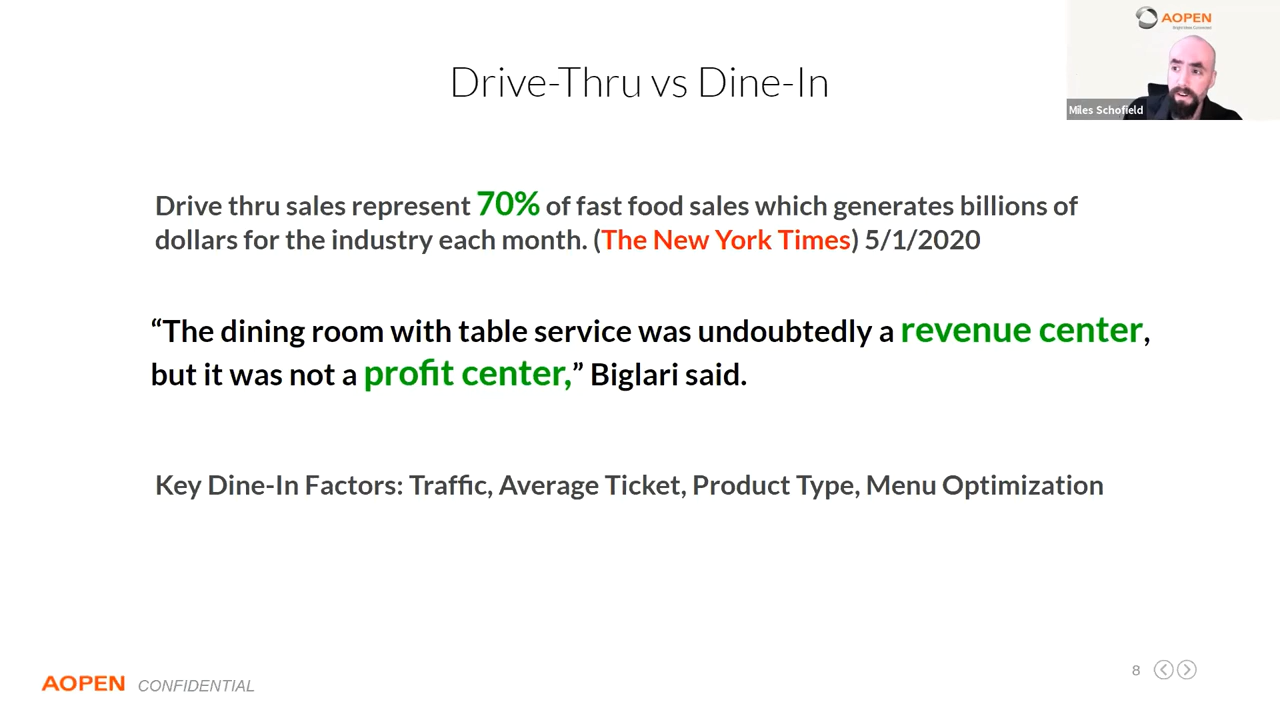 AOPEN
Drive-Thru vs Dine-In
Miles Schofield
Drive thru sales represent 70% of fast food sales which generates billions of
dollars for the industry each month. (The New York Times) 5/1/2020
“The dining room with table service was undoubtedly a revenue center,
but it was not a profit center,” Biglari said.
Key Dine-In Factors: Traffic, Average Ticket, Product Type, Menu Optimization
8
AOPEN CONFIDENTIAL